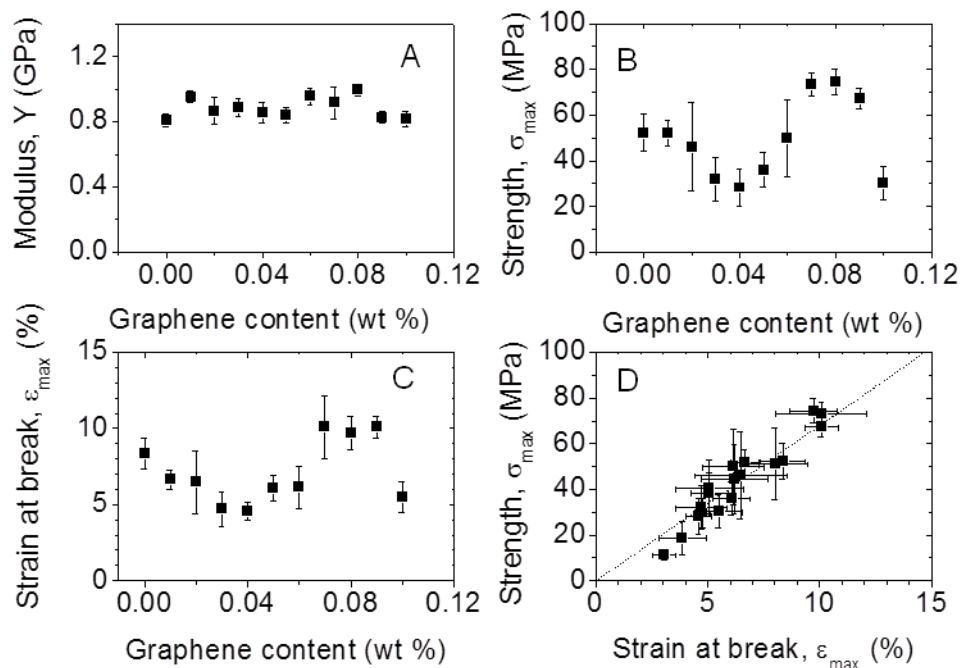 Modulus, Y (GPa)
1.2
0.8
0.4
0.0
A
0.00 0.04 0.08 0.12
Graphene content (wt %)
Strength, σmax (MPa)
100
80
60
40
20
0
B
0.00 0.04 0.08 0.12
Graphene content (wt %)
Strain at break, εmax (%)
15
10
5
0
C
0.00 0.04 0.08 0.12
Graphene content (wt %)
Strength, σmax (MPa)
100
80
60
40
20
0
D
0 5 10 15
Strain at break, εmax (%)